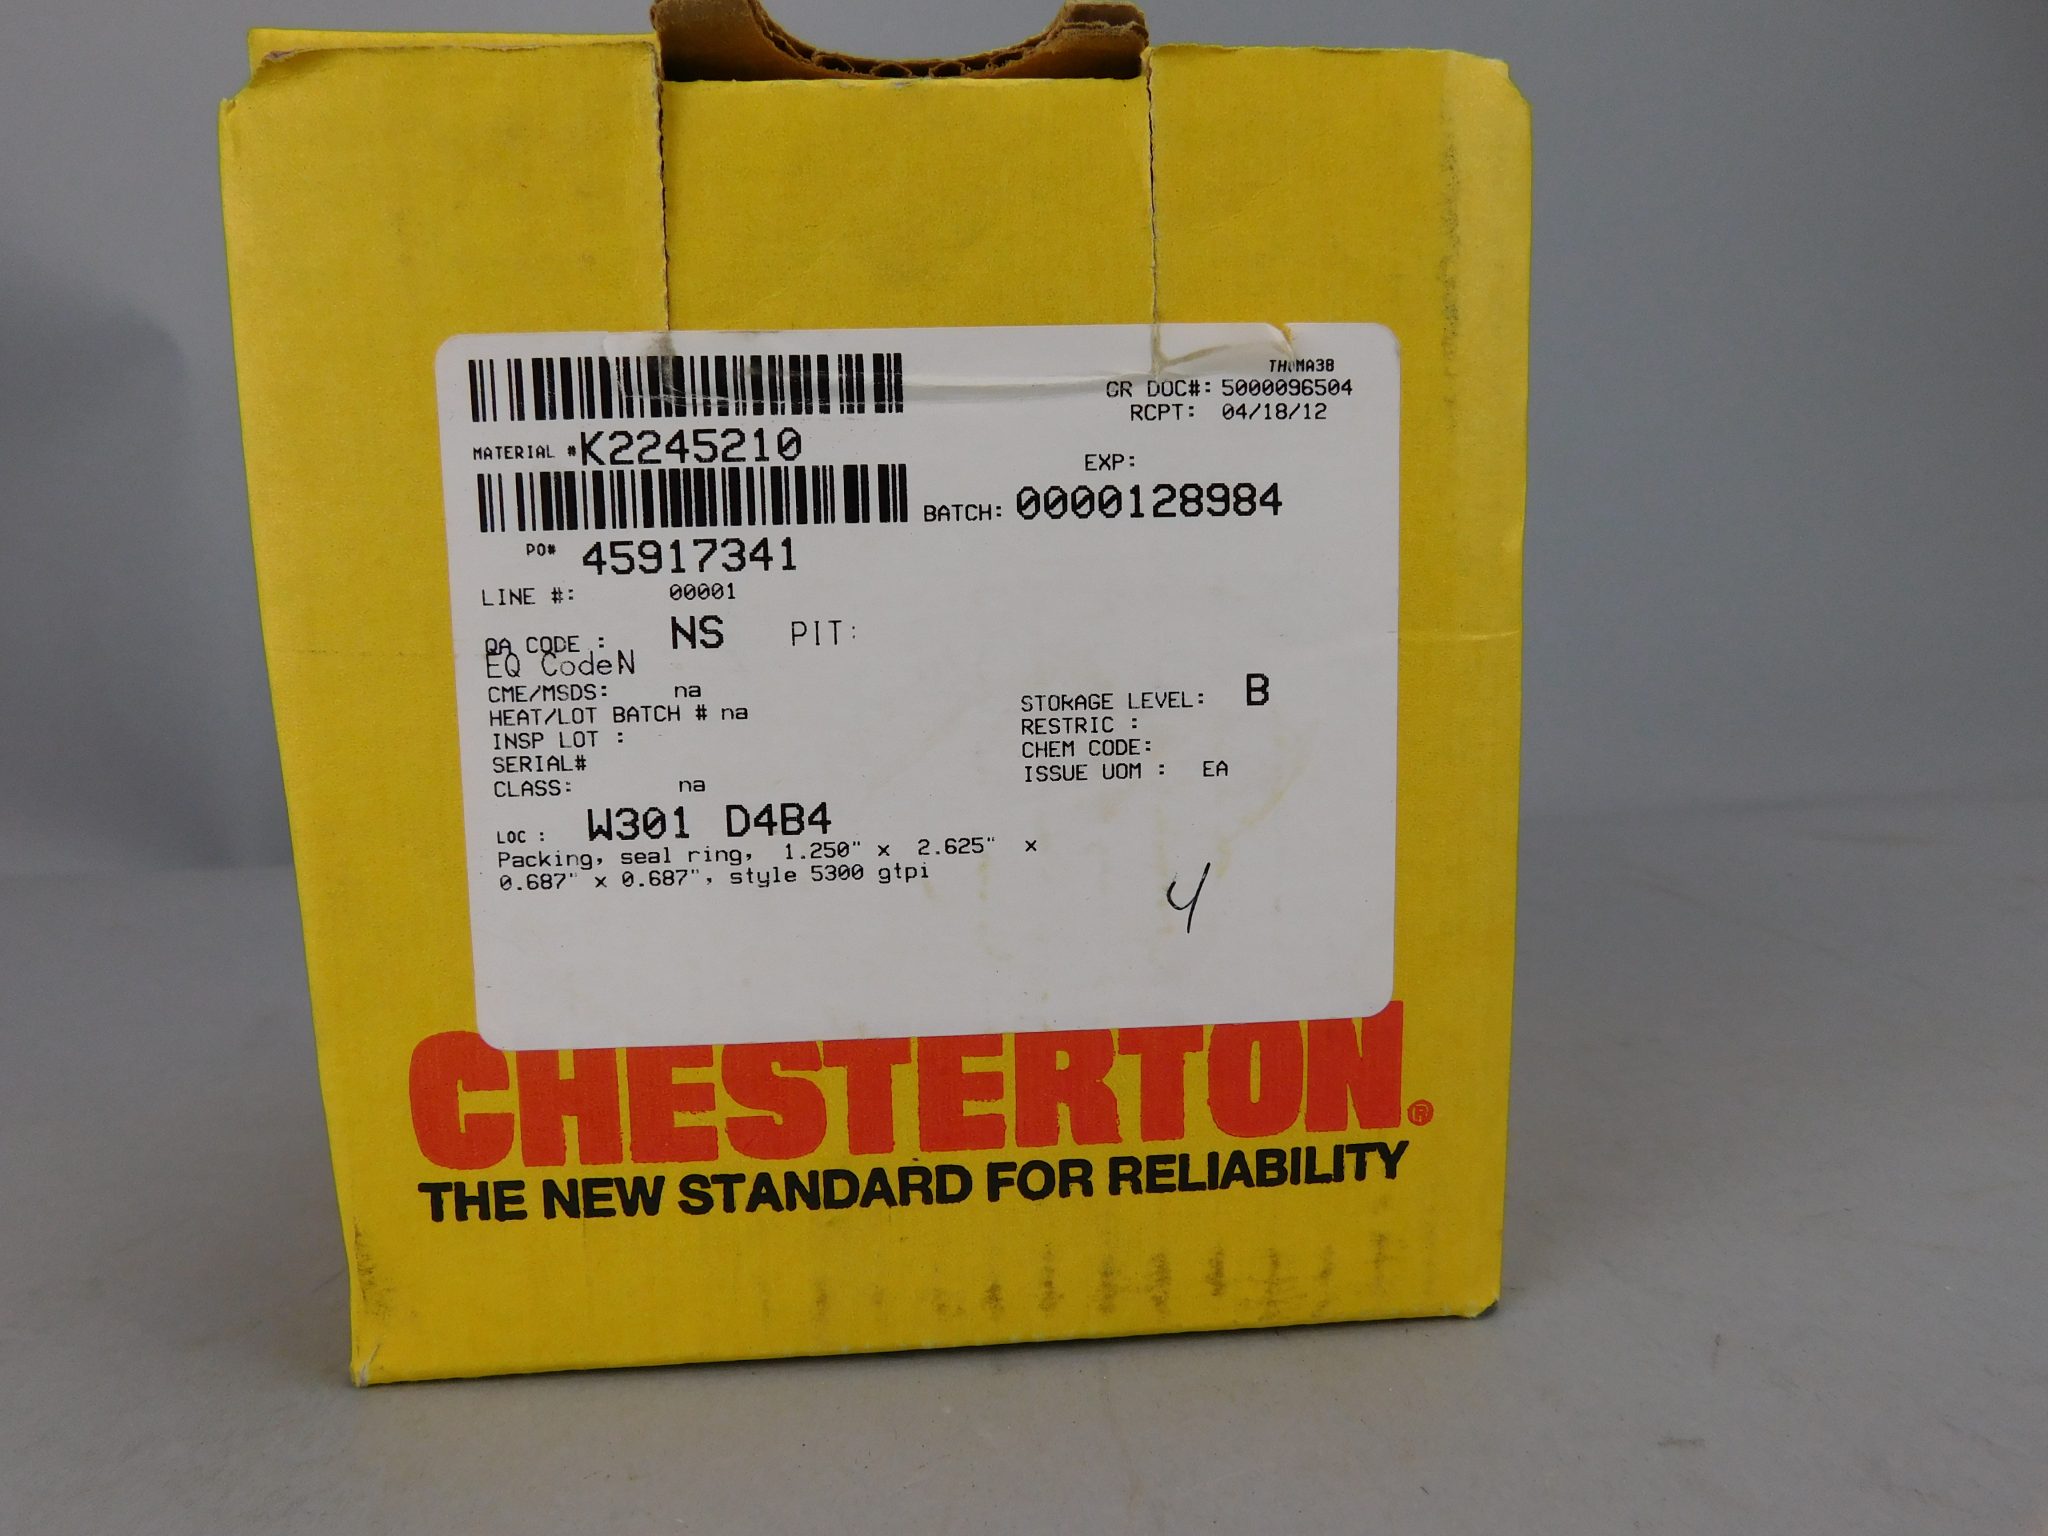 GR DOC#: 5000096504
RCPT: 04/18/12
MATERIAL # K2245210
EXP:
BATCH: 0000128984
PO# 45917341
LINE #: 00001
QA CODE : NS PIT:
EQ CodeN
CME/MSDS: na
HEAT/LOT BATCH # na
INSP LOT :
SERIAL#
CLASS: na
STORAGE LEVEL: B
RESTRIC :
CHEM CODE:
ISSUE UOM : EA
LOC : W301 D4B4
Packing, seal ring, 1.250" x 2.625" x
0.687" x 0.687", style 5300 gtpi
4
CHESTERTON®
THE NEW STANDARD FOR RELIABILITY